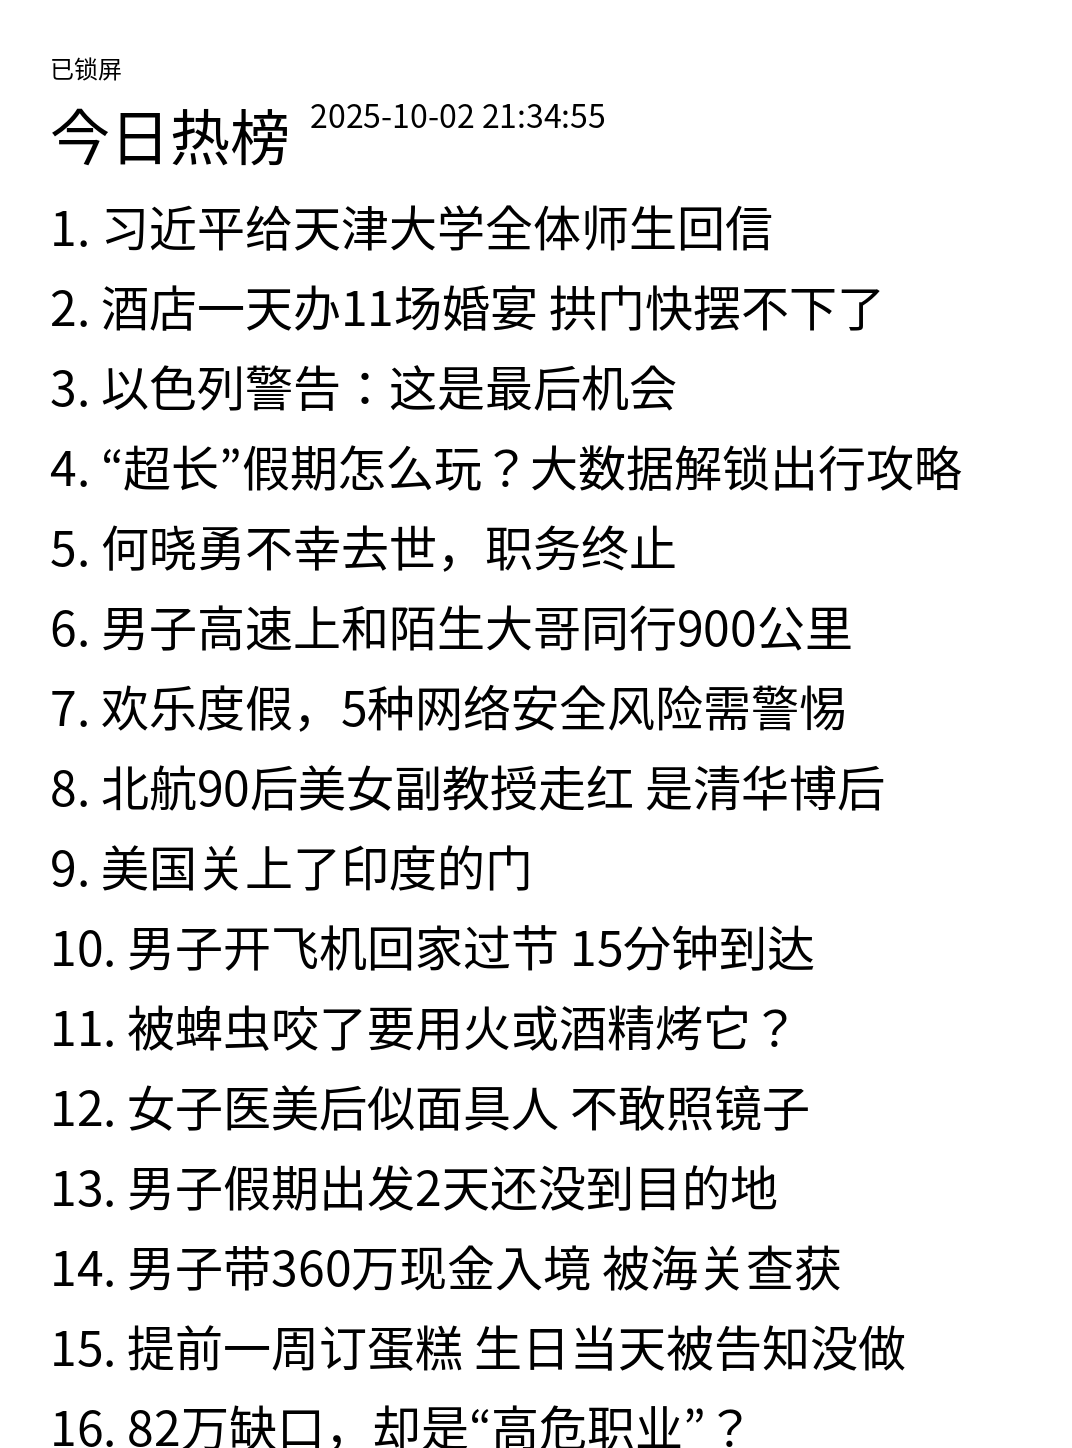 已锁屏
今日热榜 2025-10-02 21:34:55
1. 习近平给天津大学全体师生回信
2. 酒店一天办11场婚宴 拱门快摆不下了
3. 以色列警告：这是最后机会
4. “超长”假期怎么玩？大数据解锁出行攻略
5. 何晓勇不幸去世，职务终止
6. 男子高速上和陌生大哥同行900公里
7. 欢乐度假，5种网络安全风险需警惕
8. 北航90后美女副教授走红 是清华博后
9. 美国关上了印度的门
10. 男子开飞机回家过节 15分钟到达
11. 被蜱虫咬了要用火或酒精烤它？
12. 女子医美后似面具人 不敢照镜子
13. 男子假期出发2天还没到目的地
14. 男子带360万现金入境 被海关查获
15. 提前一周订蛋糕 生日当天被告知没做
16. 82万缺口，却是“高危职业”？